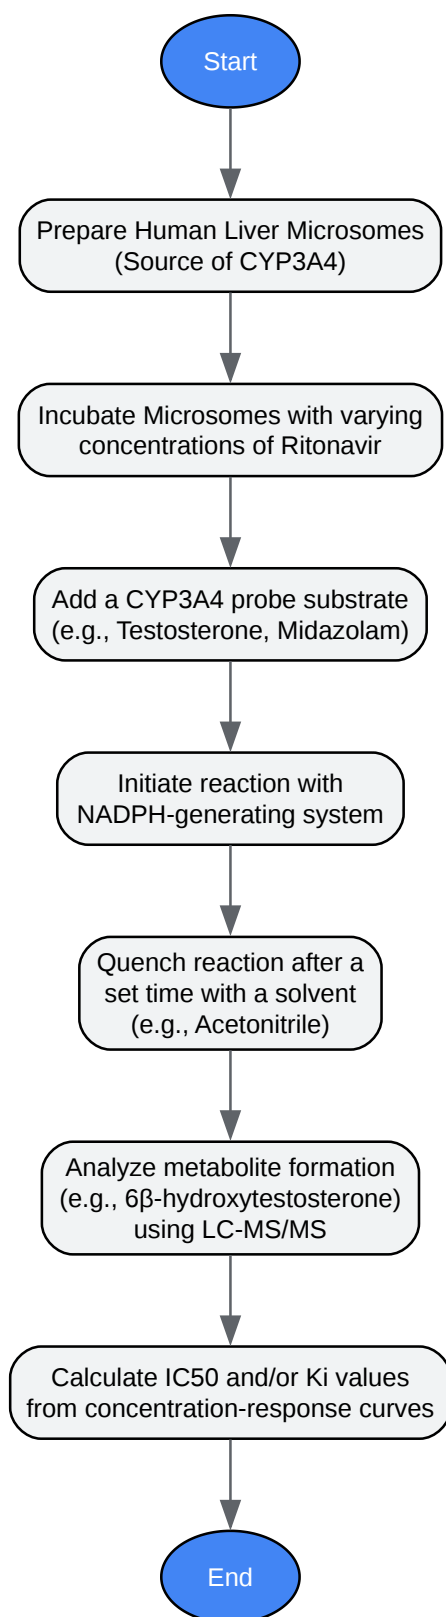 Start
Prepare Human Liver Microsomes
(Source of CYP3A4)
Incubate Microsomes with varying
concentrations of Ritonavir
Add a CYP3A4 probe substrate
(e.g., Testosterone, Midazolam)
Initiate reaction with
NADPH-generating system
Quench reaction after a
set time with a solvent
(e.g., Acetonitrile)
Analyze metabolite formation
(e.g., 6β-hydroxytestosterone)
using LC-MS/MS
Calculate IC50 and/or Ki values
from concentration-response curves
End